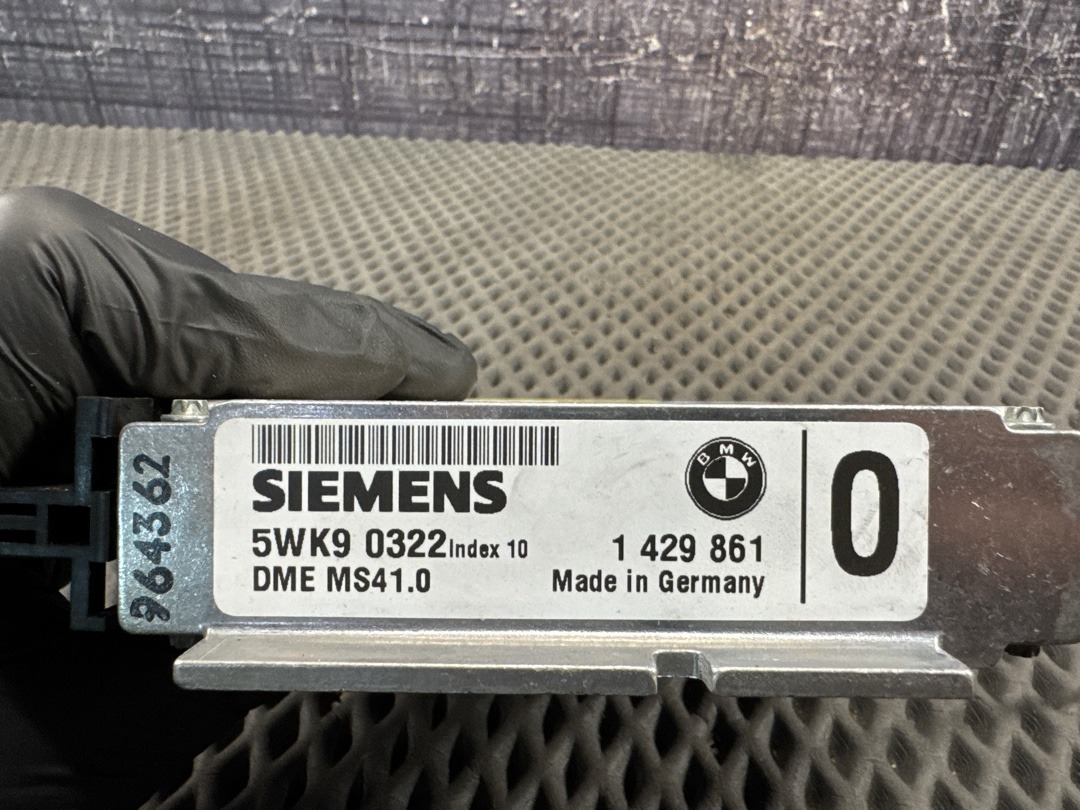 SIEMENS
5WK9 0322 Index 10
DME MS41.0
BMW
1 429 861
Made in Germany
0
964362